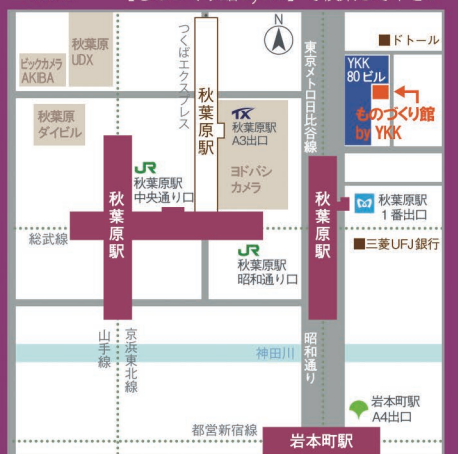 N
ドトール
ビックカメラ
AKIBA
秋葉原
UDX
つくばエクスプレス
秋葉原駅
東京メトロ日比谷線
YKK
80ビル
ものづくり館
by YKK
秋葉原
ダイビル
TX
秋葉原駅
A3出口
ヨドバシ
カメラ
JR
秋葉原駅
中央通り口
秋葉原駅
秋葉原駅
秋葉原駅
1番出口
総武線
JR
秋葉原駅
昭和通り口
三菱UFJ銀行
山手線
京浜東北線
神田川
昭和通り
岩本町駅
A4出口
都営新宿線
岩本町駅